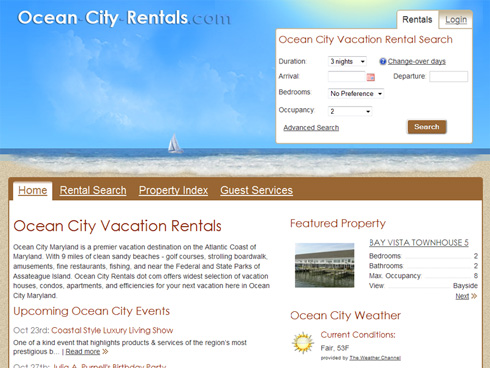 Ocean-City-Rentals.com
Rentals
Login
Ocean City Vacation Rental Search
Duration: 3 nights Change-over days
Arrival: Departure:
Bedrooms: No Preference
Occupancy: 2
Advanced Search
Search
Home Rental Search Property Index Guest Services
Ocean City Vacation Rentals
Ocean City Maryland is a premier vacation destination on the Atlantic Coast of
Maryland. With 9 miles of clean sandy beaches - golf courses, strolling boardwalk,
amusements, fine restaurants, fishing, and near the Federal and State Parks of
Assateague Island. Ocean City Rentals dot com offers widest selection of vacation
houses, condos, apartments, and efficiencies for your next vacation here in Ocean
City Maryland.
Upcoming Ocean City Events
Oct 23rd: Coastal Style Luxury Living Show
One of a kind event that highlights products & services of the region's most
prestigious b... | Read more »
Oct 27th: Julia A. Purnell's Birthday Party
Featured Property
BAY VISTA TOWNHOUSE 5
Bedrooms 2
Bathrooms 2
Max. Occupancy 8
View Bayside
Next »
Ocean City Weather
Current Conditions:
Fair, 53F
provided by The Weather Channel